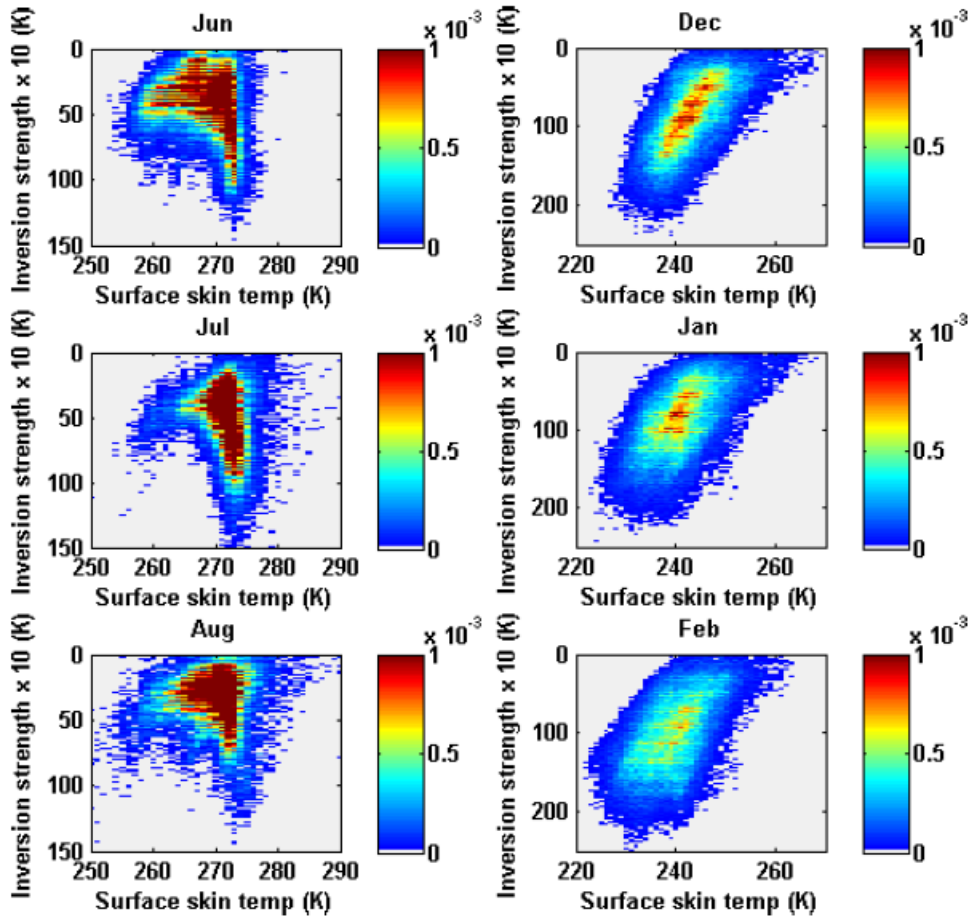 Jun
x 10-3
Inversion strength x 10 (K)
0
50
100
150
250 260 270 280 290
Surface skin temp (K)
1
0.5
0
Dec
x 10-3
Inversion strength x 10 (K)
0
100
200
220 240 260
Surface skin temp (K)
1
0.5
0
Jul
x 10-3
Inversion strength x 10 (K)
0
50
100
150
250 260 270 280 290
Surface skin temp (K)
1
0.5
0
Jan
x 10-3
Inversion strength x 10 (K)
0
100
200
220 240 260
Surface skin temp (K)
1
0.5
0
Aug
x 10-3
Inversion strength x 10 (K)
0
50
100
150
250 260 270 280 290
Surface skin temp (K)
1
0.5
0
Feb
x 10-3
Inversion strength x 10 (K)
0
100
200
220 240 260
Surface skin temp (K)
1
0.5
0